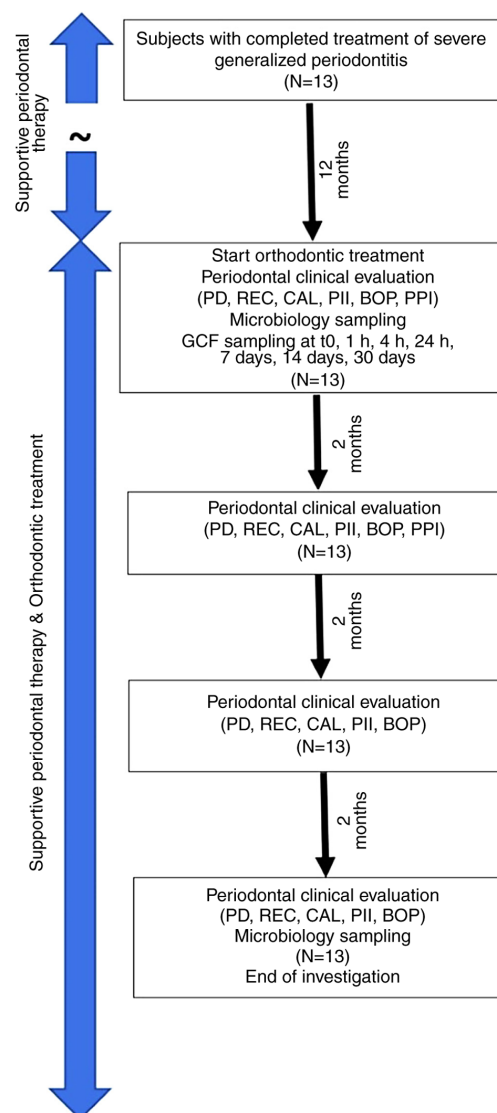 Supportive periodontal
therapy
~
Subjects with completed treatment of severe
generalized periodontitis
(N=13)
12
months
Start orthodontic treatment
Periodontal clinical evaluation
(PD, REC, CAL, PII, BOP, PPI)
Microbiology sampling
GCF sampling at t0, 1 h, 4 h, 24 h,
7 days, 14 days, 30 days
(N=13)
2
months
Supportive periodontal therapy & Orthodontic treatment
Periodontal clinical evaluation
(PD, REC, CAL, PII, BOP, PPI)
(N=13)
2
months
Periodontal clinical evaluation
(PD, REC, CAL, PII, BOP)
(N=13)
2
months
Periodontal clinical evaluation
(PD, REC, CAL, PII, BOP)
Microbiology sampling
(N=13)
End of investigation